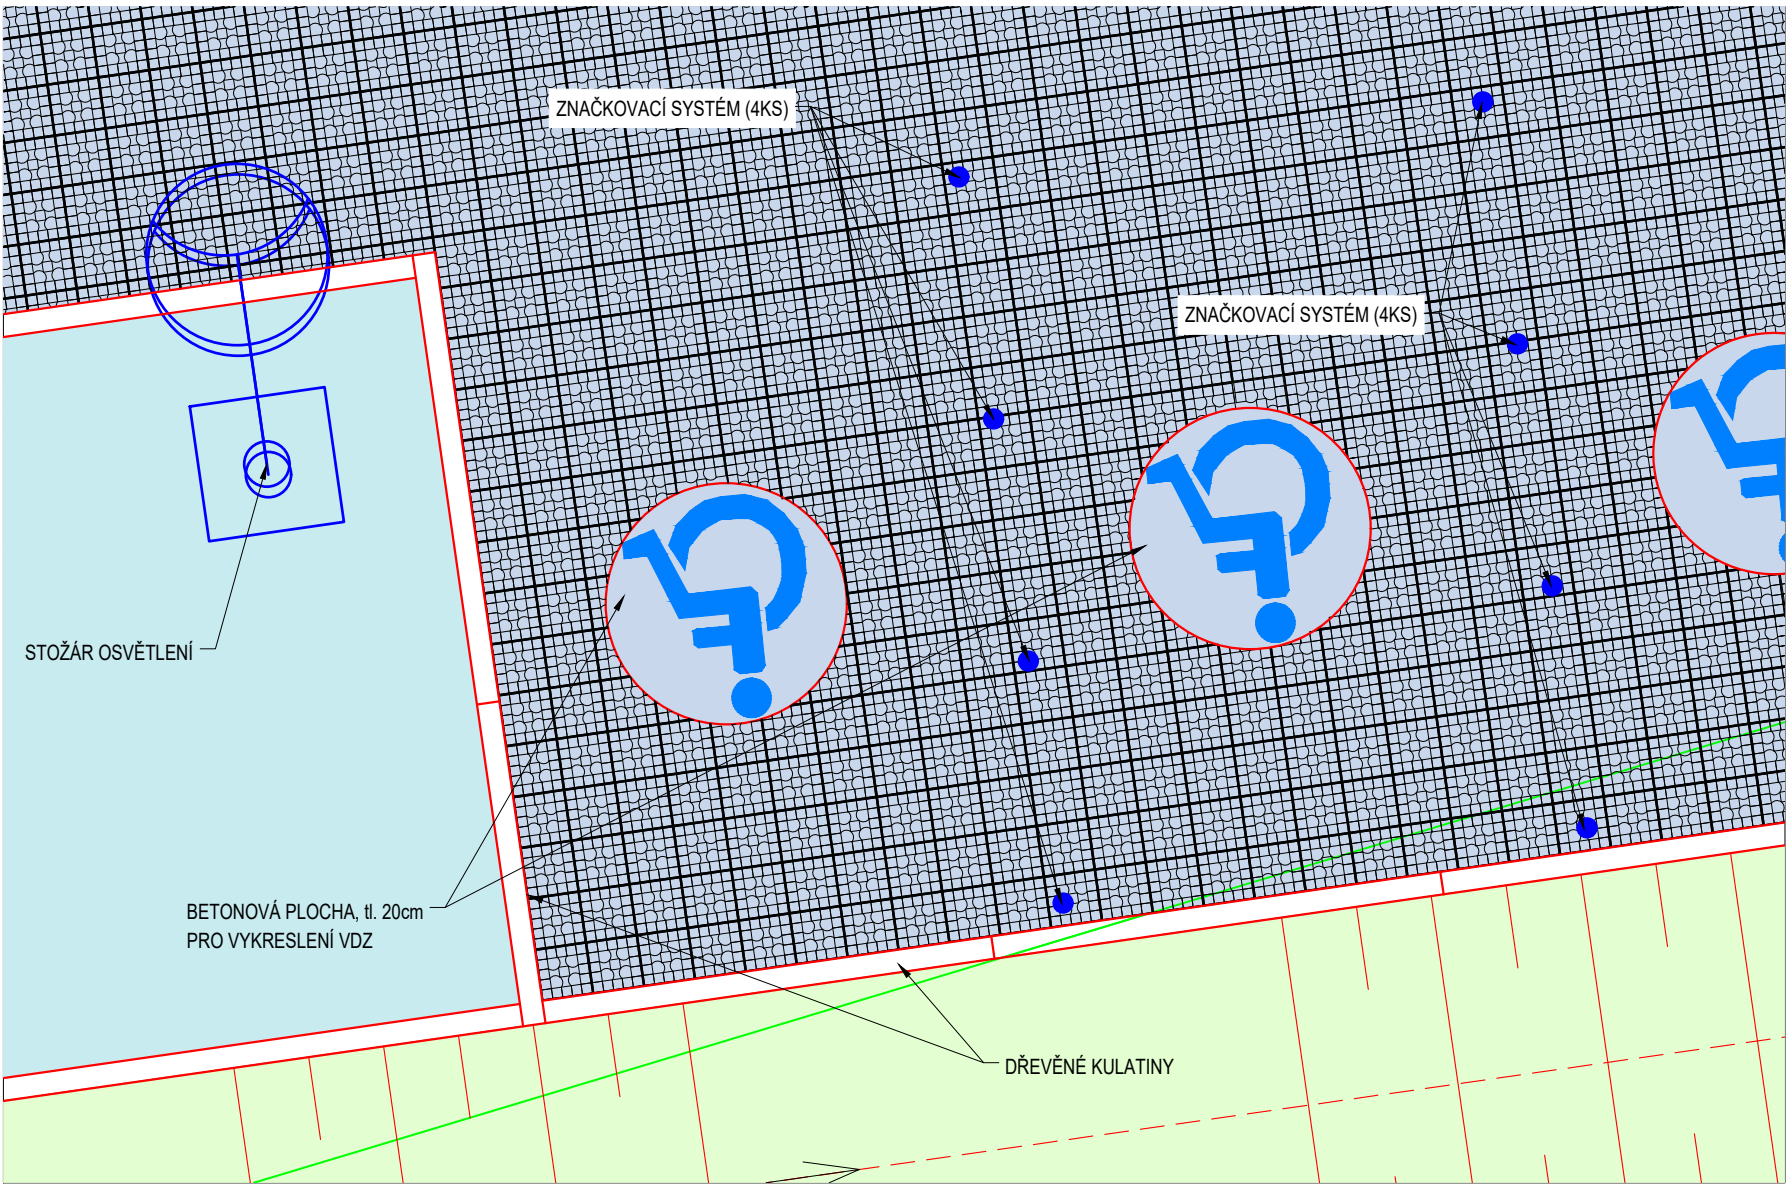 ZNAČKOVACÍ SYSTÉM (4KS)
ZNAČKOVACÍ SYSTÉM (4KS)
STOŽÁR OSVĚTLENÍ
BETONOVÁ PLOCHA, tl. 20cm
PRO VYKRESLENÍ VDZ
DŘEVĚNÉ KULATINY